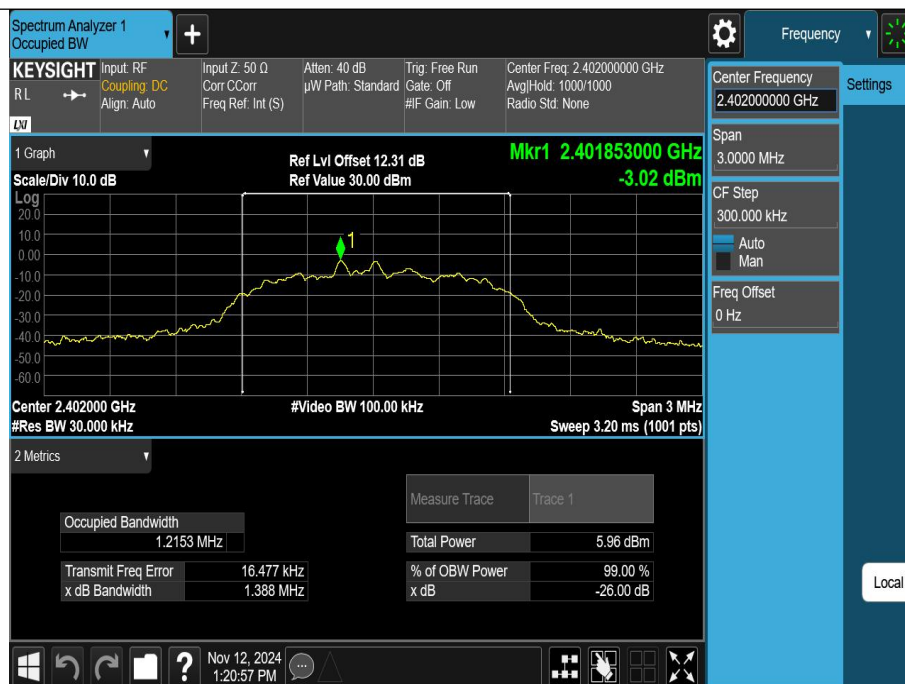 Spectrum Analyzer 1
Occupied BW
+
Frequency
KEYSIGHT
RL
LXI
Input: RF
Coupling: DC
Align: Auto
Input Z: 50 Ω
Corr CCorr
Freq Ref: Int (S)
Atten: 40 dB
µW Path: Standard
Trig: Free Run
Gate: Off
#IF Gain: Low
Center Freq: 2.402000000 GHz
Avg|Hold: 1000/1000
Radio Std: None
Center Frequency
2.402000000 GHz
Settings
Span
3.0000 MHz
CF Step
300.000 kHz
Auto
Man
Freq Offset
0 Hz
Local
1 Graph
Scale/Div 10.0 dB
Ref Lvl Offset 12.31 dB
Ref Value 30.00 dBm
Mkr1 2.401853000 GHz
-3.02 dBm
Log
20.0
10.0
0.00
-10.0
-20.0
-30.0
-40.0
-50.0
-60.0
1
Center 2.402000 GHz
#Res BW 30.000 kHz
#Video BW 100.00 kHz
Span 3 MHz
Sweep 3.20 ms (1001 pts)
2 Metrics
Measure Trace Trace 1
Occupied Bandwidth
1.2153 MHz
Total Power 5.96 dBm
Transmit Freq Error 16.477 kHz
% of OBW Power 99.00 %
x dB Bandwidth 1.388 MHz
x dB -26.00 dB
?
Nov 12, 2024
1:20:57 PM